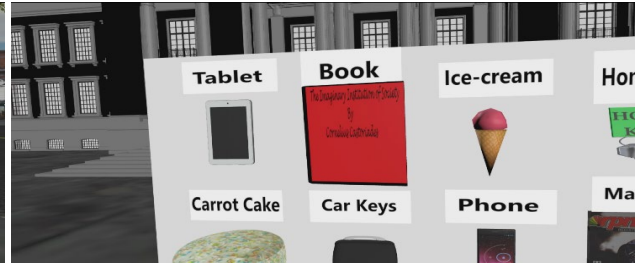 Tablet
Book
Ice-cream
The Imaginary Institution of Society
By
Cornelius Castoriadis
Carrot Cake
Car Keys
Phone